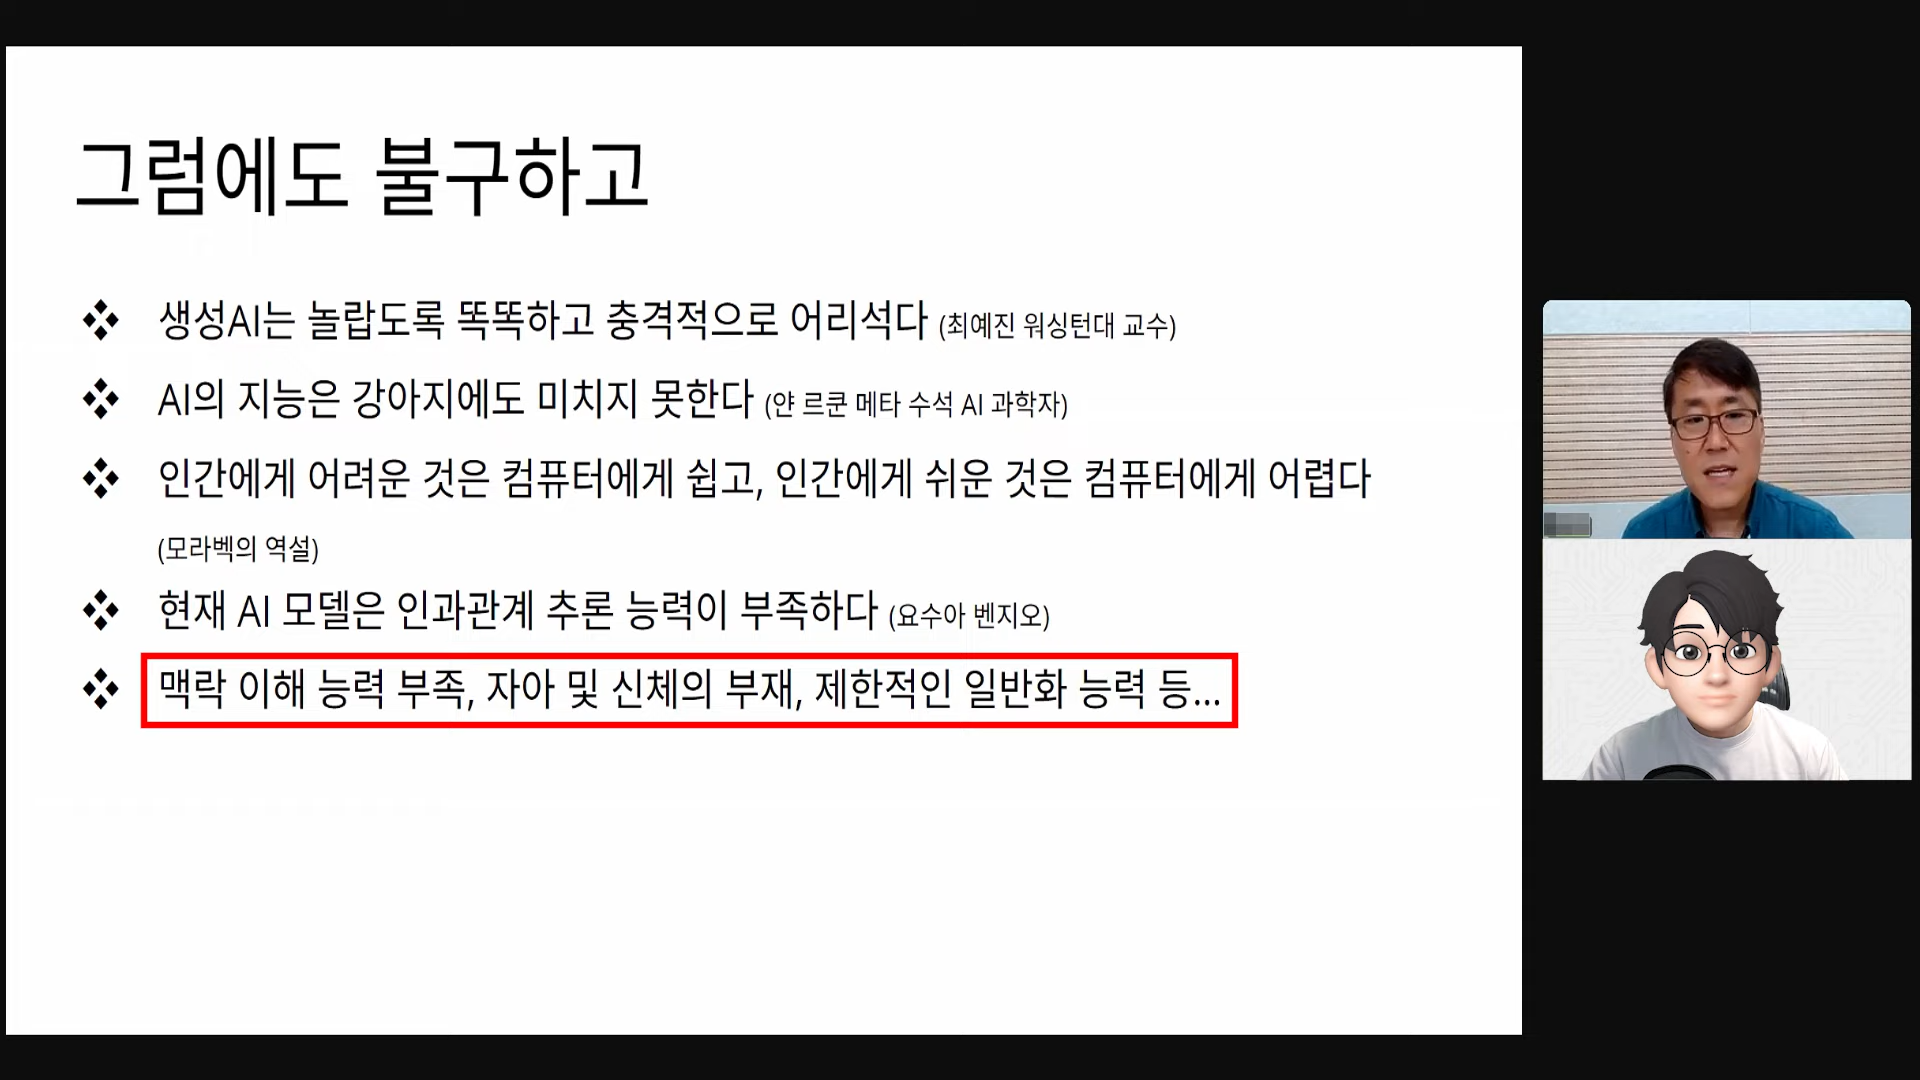 그럼에도 불구하고
❖ 생성AI는 놀랍도록 똑똑하고 충격적으로 어리석다 (최예진 워싱턴대 교수)
❖ AI의 지능은 강아지에도 미치지 못한다 (얀 르쿤 메타 수석 AI 과학자)
❖ 인간에게 어려운 것은 컴퓨터에게 쉽고, 인간에게 쉬운 것은 컴퓨터에게 어렵다
(모라벡의 역설)
❖ 현재 AI 모델은 인과관계 추론 능력이 부족하다 (요수아 벤지오)
❖ 맥락 이해 능력 부족, 자아 및 신체의 부재, 제한적인 일반화 능력 등...